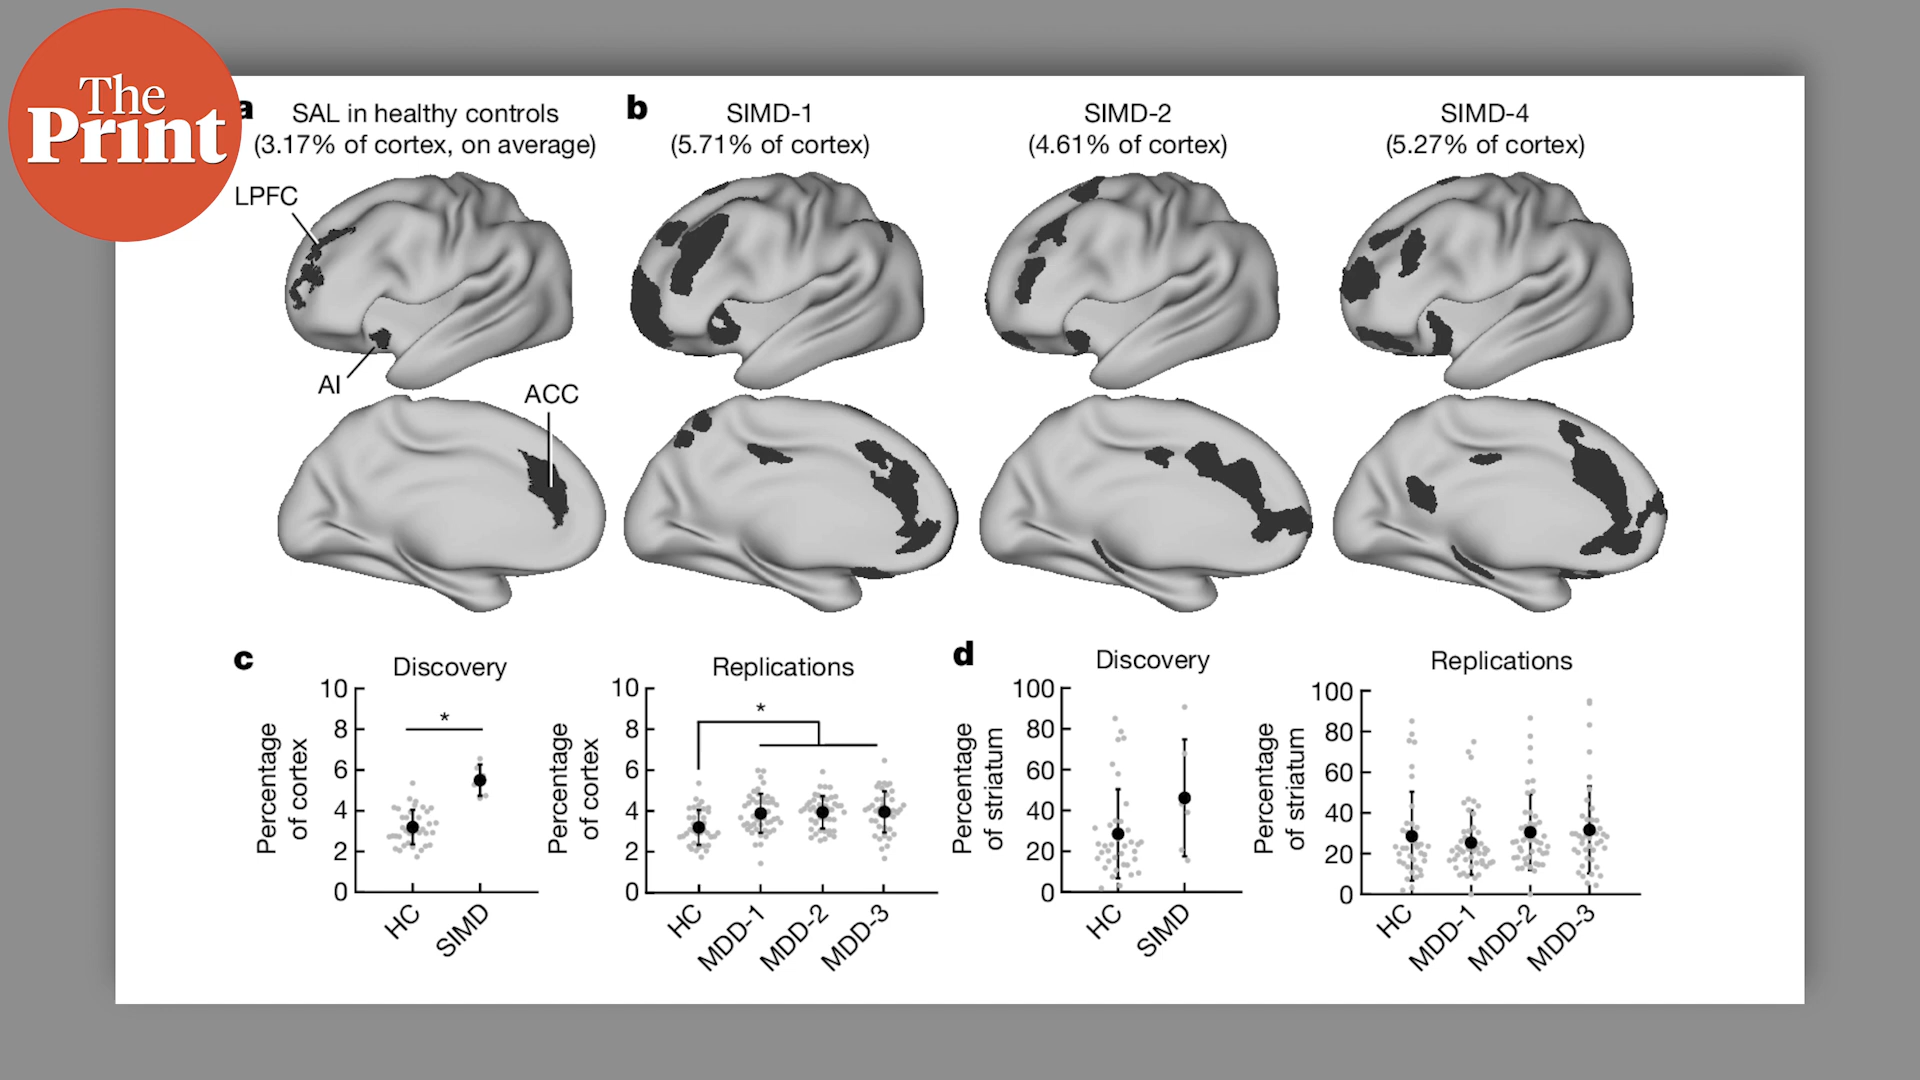 The
Print
a
SAL in healthy controls
(3.17% of cortex, on average)
LPFC
AI
ACC
b
SIMD-1
(5.71% of cortex)
SIMD-2
(4.61% of cortex)
SIMD-4
(5.27% of cortex)
c
Discovery
Percentage
of cortex
10
8
6
4
2
0
*
HC
SIMD
Replications
Percentage
of cortex
10
8
6
4
2
0
*
HC
MDD-1
MDD-2
MDD-3
d
Discovery
Percentage
of striatum
100
80
60
40
20
0
HC
SIMD
Replications
Percentage
of striatum
100
80
60
40
20
0
HC
MDD-1
MDD-2
MDD-3